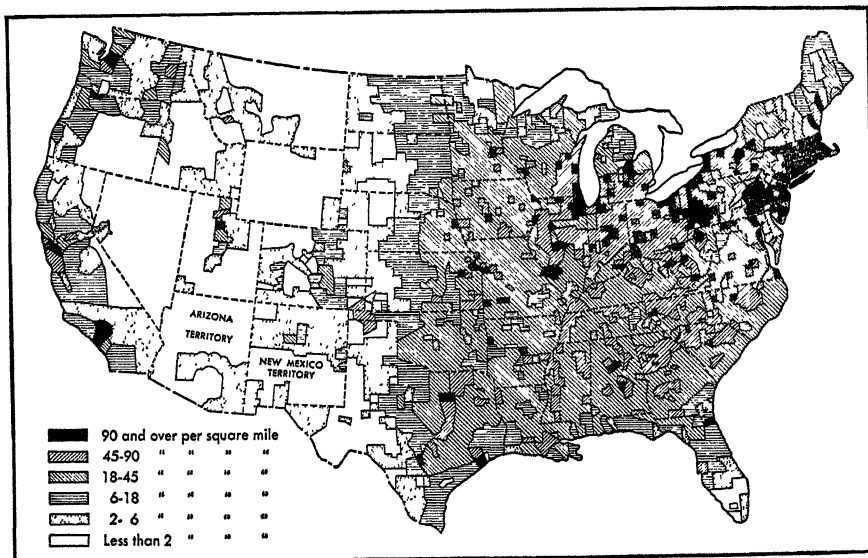 ARIZONA
TERRITORY
NEW MEXICO
TERRITORY
90 and over per square mile
45-90 " " " "
18-45 " " " "
6-18 " " " "
2- 6 " " " "
Less than 2 " " " "